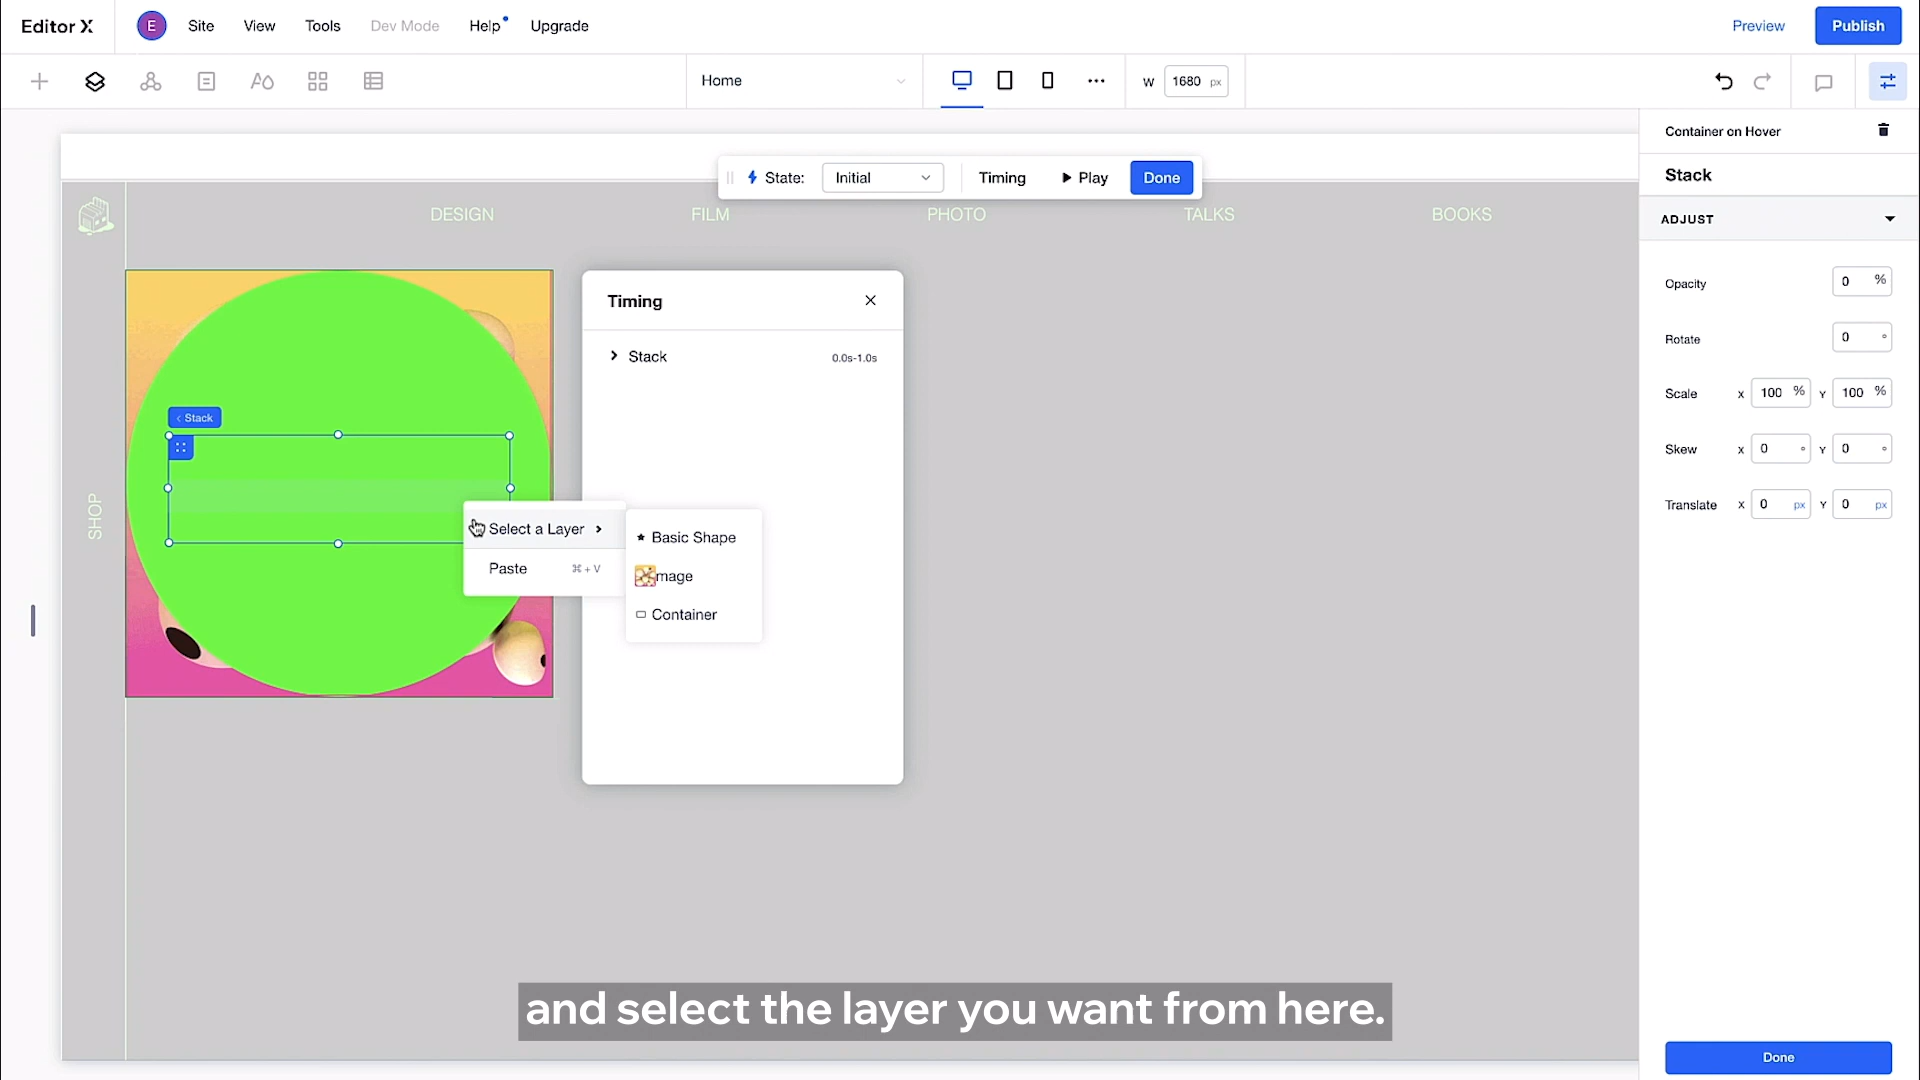 Editor X
E
Site
View
Tools
Dev Mode
Help
Upgrade
Preview
Publish
Home
W
1680 px
Container on Hover
Stack
ADJUST
Opacity
0 %
Rotate
0 °
Scale
X 100 %
Y 100 %
Skew
X 0 °
Y 0 °
Translate
X 0 px
Y 0 px
Done
State:
Initial
Timing
Play
Done
DESIGN
FILM
PHOTO
TALKS
BOOKS
SHOP
< Stack
Timing
Stack
0.0s-1.0s
Select a Layer
Paste
⌘ + V
Basic Shape
mage
Container
and select the layer you want from here.